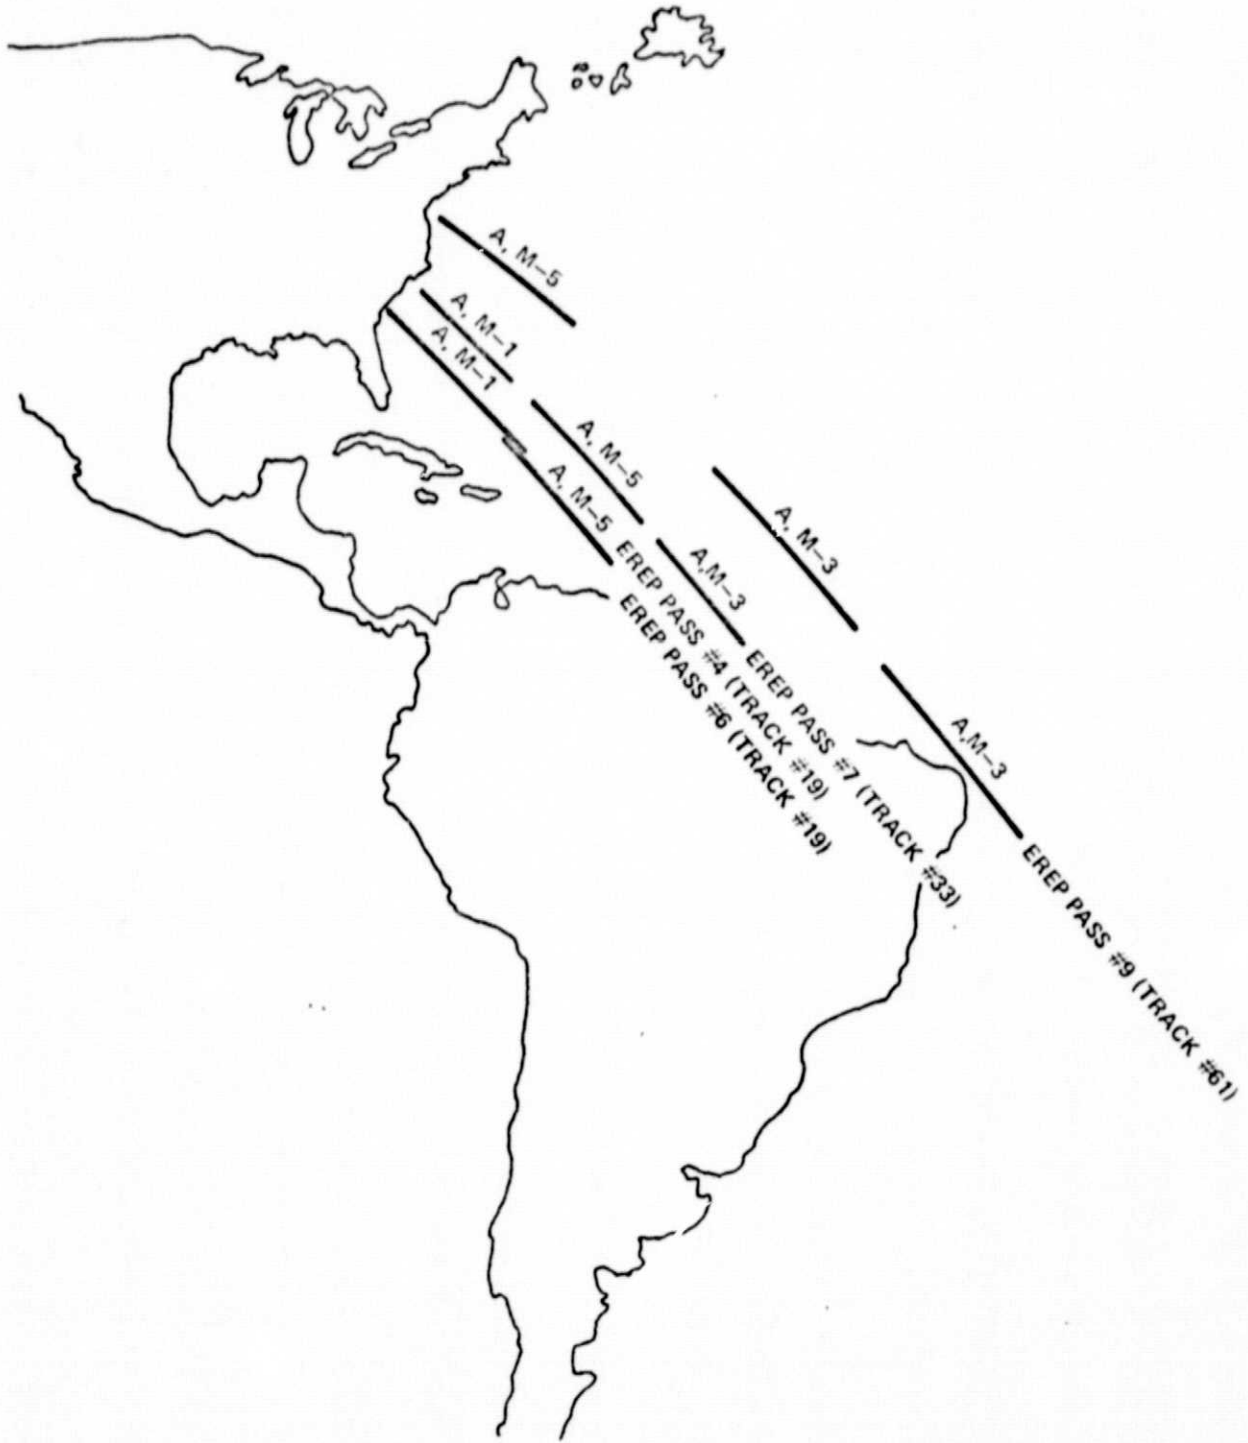 A, M–5
A, M–1
A, M–1
A, M–5
A, M–5
A, M–3
A,M–3
A,M–3
EREP PASS #4 (TRACK #19)
EREP PASS #6 (TRACK #19)
EREP PASS #7 (TRACK #33)
EREP PASS #9 (TRACK #61)